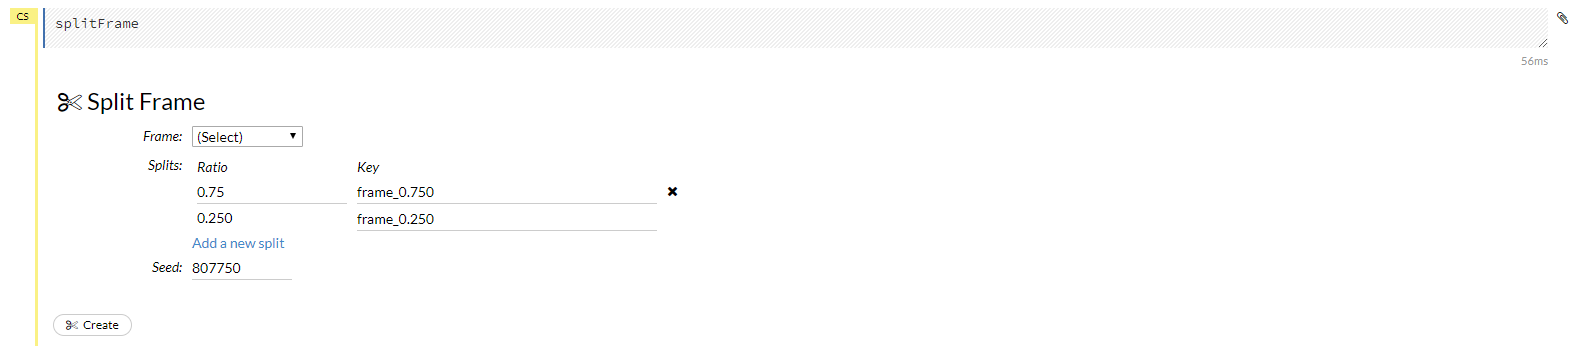 CS
splitFrame
56ms
Split Frame
Frame: (Select)
Splits: Ratio Key
0.75 frame_0.750
0.250 frame_0.250
Add a new split
Seed: 807750
Create